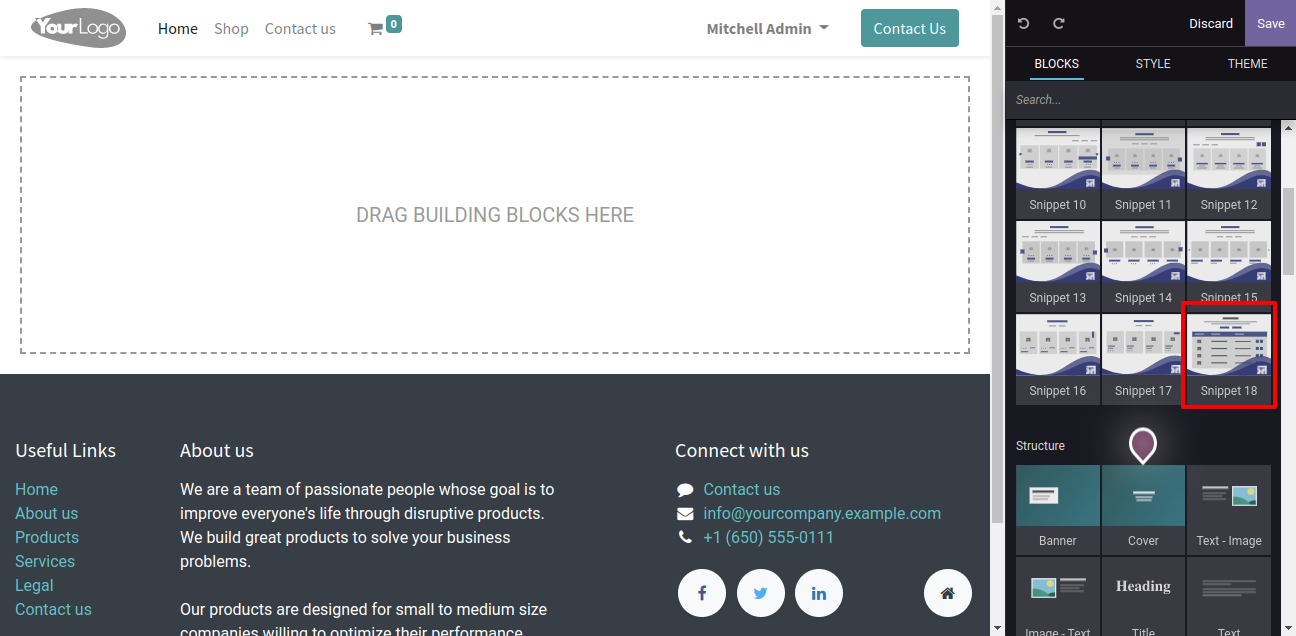 YourLogo
Home Shop Contact us 0 Mitchell Admin Contact Us
Discard Save
BLOCKS STYLE THEME
Search...
DRAG BUILDING BLOCKS HERE
Snippet 10 Snippet 11 Snippet 12
Snippet 13 Snippet 14 Snippet 15
Snippet 16 Snippet 17 Snippet 18
Structure
Banner Cover Text - Image
Heading
Image - Text Title Text
Useful Links
Home
About us
Products
Services
Legal
Contact us
About us
We are a team of passionate people whose goal is to
improve everyone's life through disruptive products.
We build great products to solve your business
problems.
Our products are designed for small to medium size
companies willing to optimize their performance.
Connect with us
Contact us
info@yourcompany.example.com
+1 (650) 555-0111